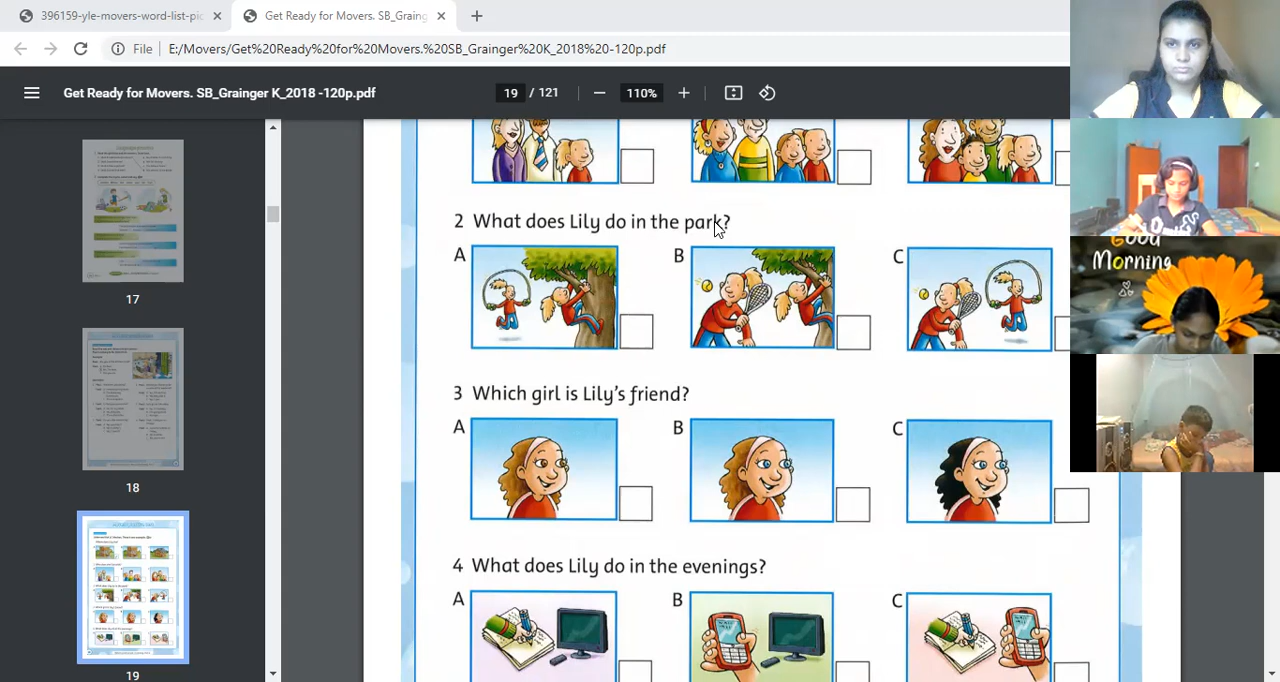 396159-yle-movers-word-list-pic
Get Ready for Movers. SB_Graing
File E:/Movers/Get%20Ready%20for%20Movers.%20SB_Grainger%20K_2018%20-120p.pdf
Get Ready for Movers. SB_Grainger K_2018 -120p.pdf
19 / 121
110%
Good
Morning
2 What does Lily do in the park?
A B C
3 Which girl is Lily's friend?
A B C
4 What does Lily do in the evenings?
A B C
17
18
19